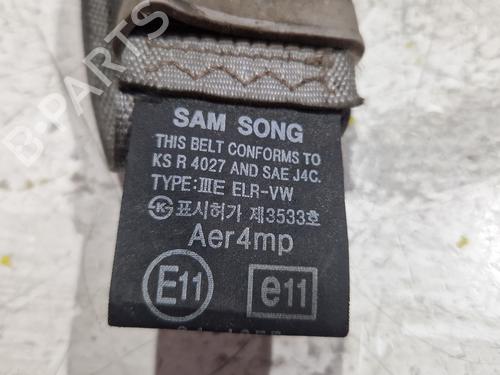 B-PARTS
SAM SONG
THIS BELT CONFORMS TO
KS R 4027 AND SAE J4C.
TYPE:ⅢE ELR-VW
표시허가 제3533호
Aer4mp
E11 e11